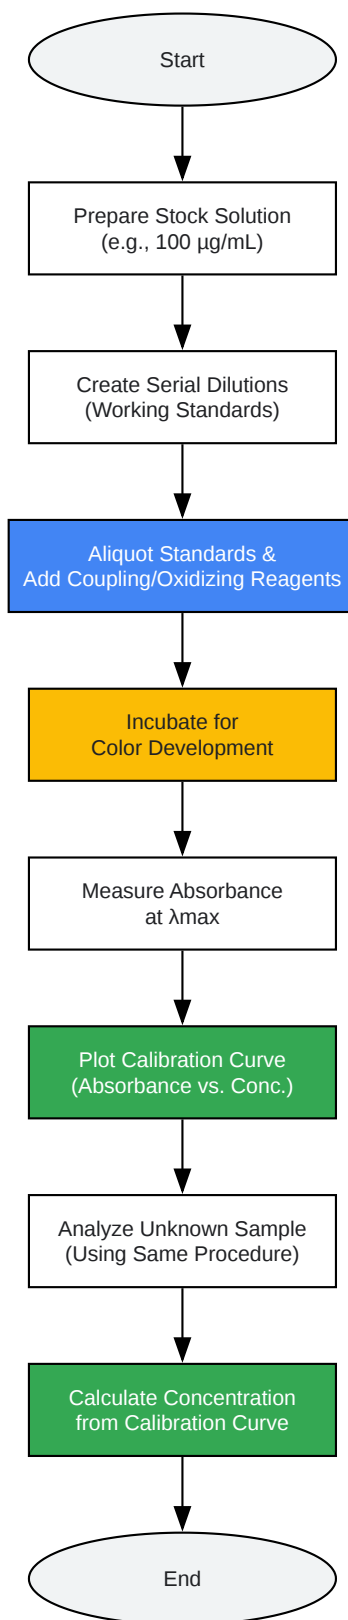 Start
Prepare Stock Solution
(e.g., 100 µg/mL)
Create Serial Dilutions
(Working Standards)
Aliquot Standards &
Add Coupling/Oxidizing Reagents
Incubate for
Color Development
Measure Absorbance
at λmax
Plot Calibration Curve
(Absorbance vs. Conc.)
Analyze Unknown Sample
(Using Same Procedure)
Calculate Concentration
from Calibration Curve
End